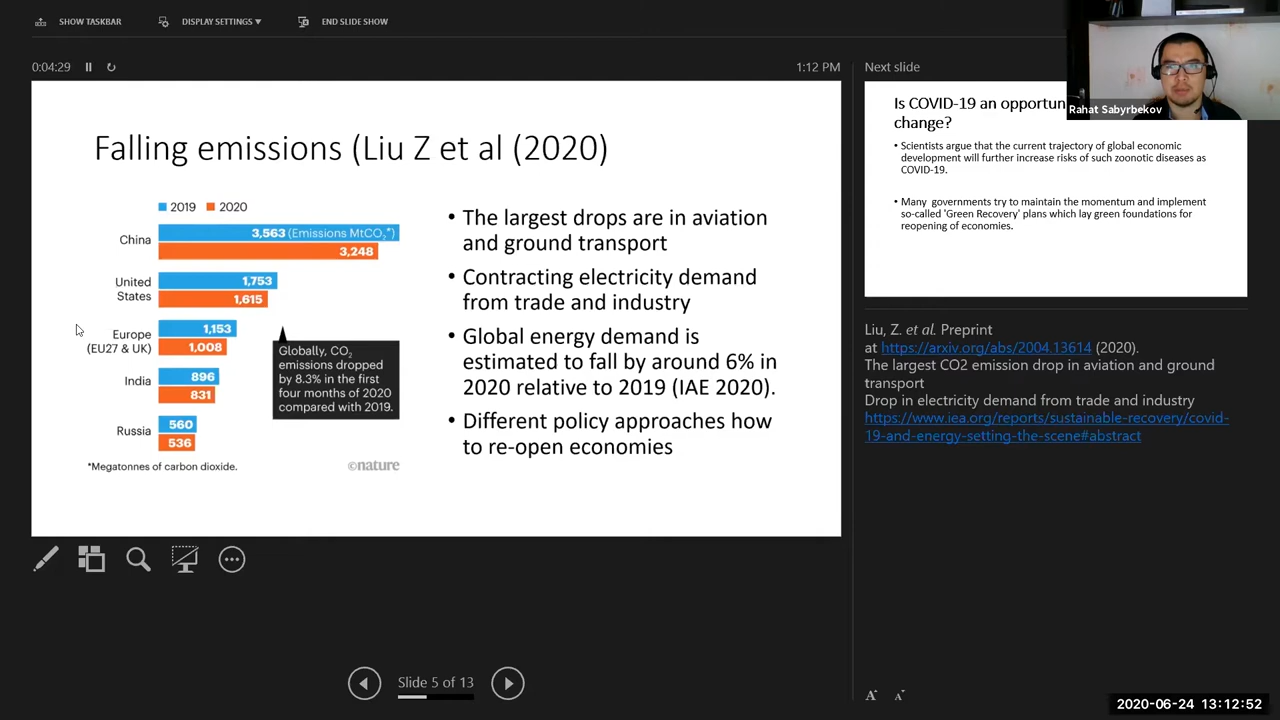 SHOW TASKBAR
DISPLAY SETTINGS ▼
END SLIDE SHOW
0:04:29
1:12 PM
Falling emissions (Liu Z et al (2020)
2019
2020
China
3,563 (Emissions MtCO₂*)
3,248
United
States
1,753
1,615
Europe
(EU27 & UK)
1,153
1,008
India
896
831
Russia
560
536
Globally, CO₂
emissions dropped
by 8.3% in the first
four months of 2020
compared with 2019.
*Megatonnes of carbon dioxide.
©nature
• The largest drops are in aviation
and ground transport
• Contracting electricity demand
from trade and industry
• Global energy demand is
estimated to fall by around 6% in
2020 relative to 2019 (IAE 2020).
• Different policy approaches how
to re-open economies
Slide 5 of 13
Next slide
Is COVID-19 an
change?
• Scientists argue that the current trajectory of global economic
development will further increase risks of such zoonotic diseases as
COVID-19.
• Many governments try to maintain the momentum and implement
so-called 'Green Recovery' plans which lay green foundations for
reopening of economies.
Rahat Sabyrbekov
Liu, Z. et al. Preprint
at https://arxiv.org/abs/2004.13614 (2020).
The largest CO2 emission drop in aviation and ground
transport
Drop in electricity demand from trade and industry
https://www.iea.org/reports/sustainable-recovery/covid-
19-and-energy-setting-the-scene#abstract
A
A
2020-06-24 13:12:52